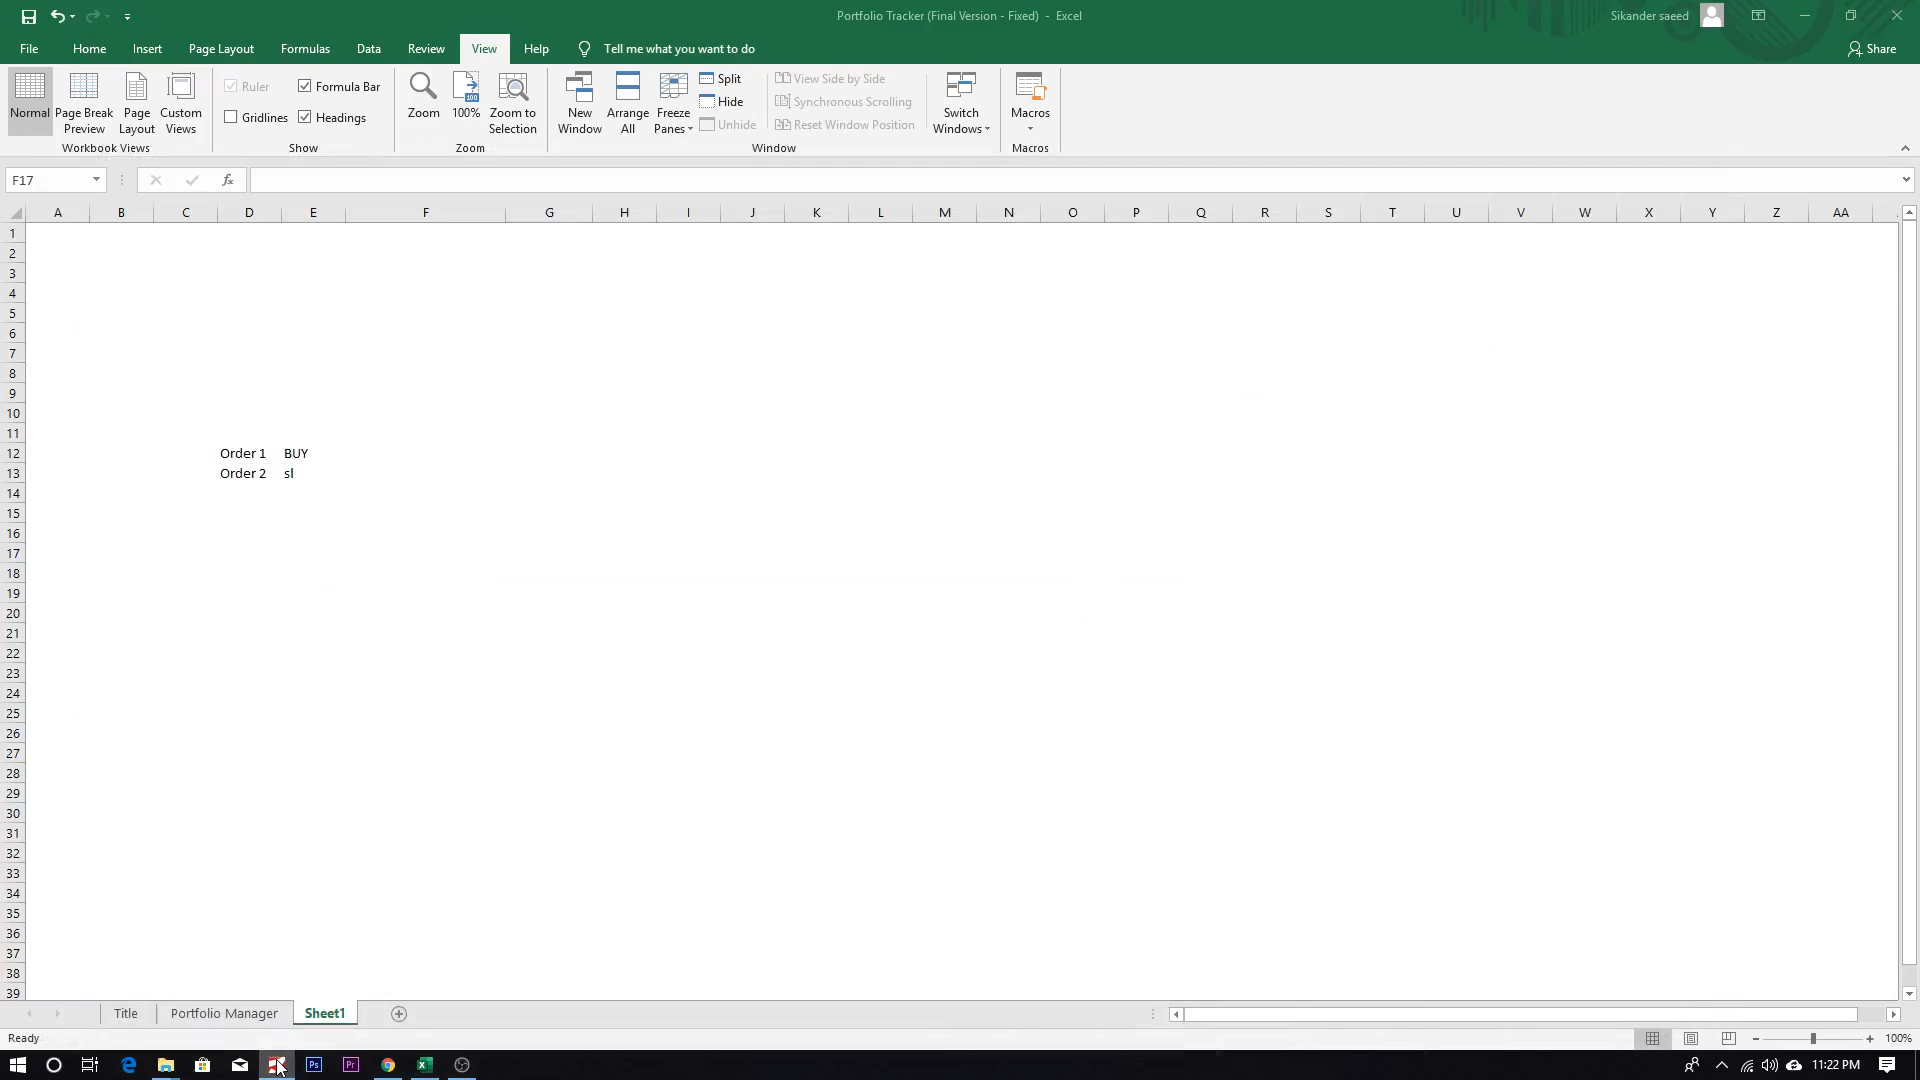 Portfolio Tracker (Final Version - Fixed) - Excel
Sikander saeed
File Home Insert Page Layout Formulas Data Review View Help Tell me what you want to do Share
Normal
Page Break Preview
Page Layout
Custom Views
Workbook Views
Ruler
Formula Bar
Gridlines
Headings
Show
Zoom
100%
Zoom to Selection
Zoom
New Window
Arrange All
Freeze Panes
Split
Hide
Unhide
View Side by Side
Synchronous Scrolling
Reset Window Position
Window
Switch Windows
Macros
Macros
F17
fx
A B C D E F G H I J K L M N O P Q R S T U V W X Y Z AA
1
2
3
4
5
6
7
8
9
10
11
12 Order 1 BUY
13 Order 2 sl
14
15
16
17
18
19
20
21
22
23
24
25
26
27
28
29
30
31
32
33
34
35
36
37
38
39
Title Portfolio Manager Sheet1
Ready
100%
Ps Pr
11:22 PM